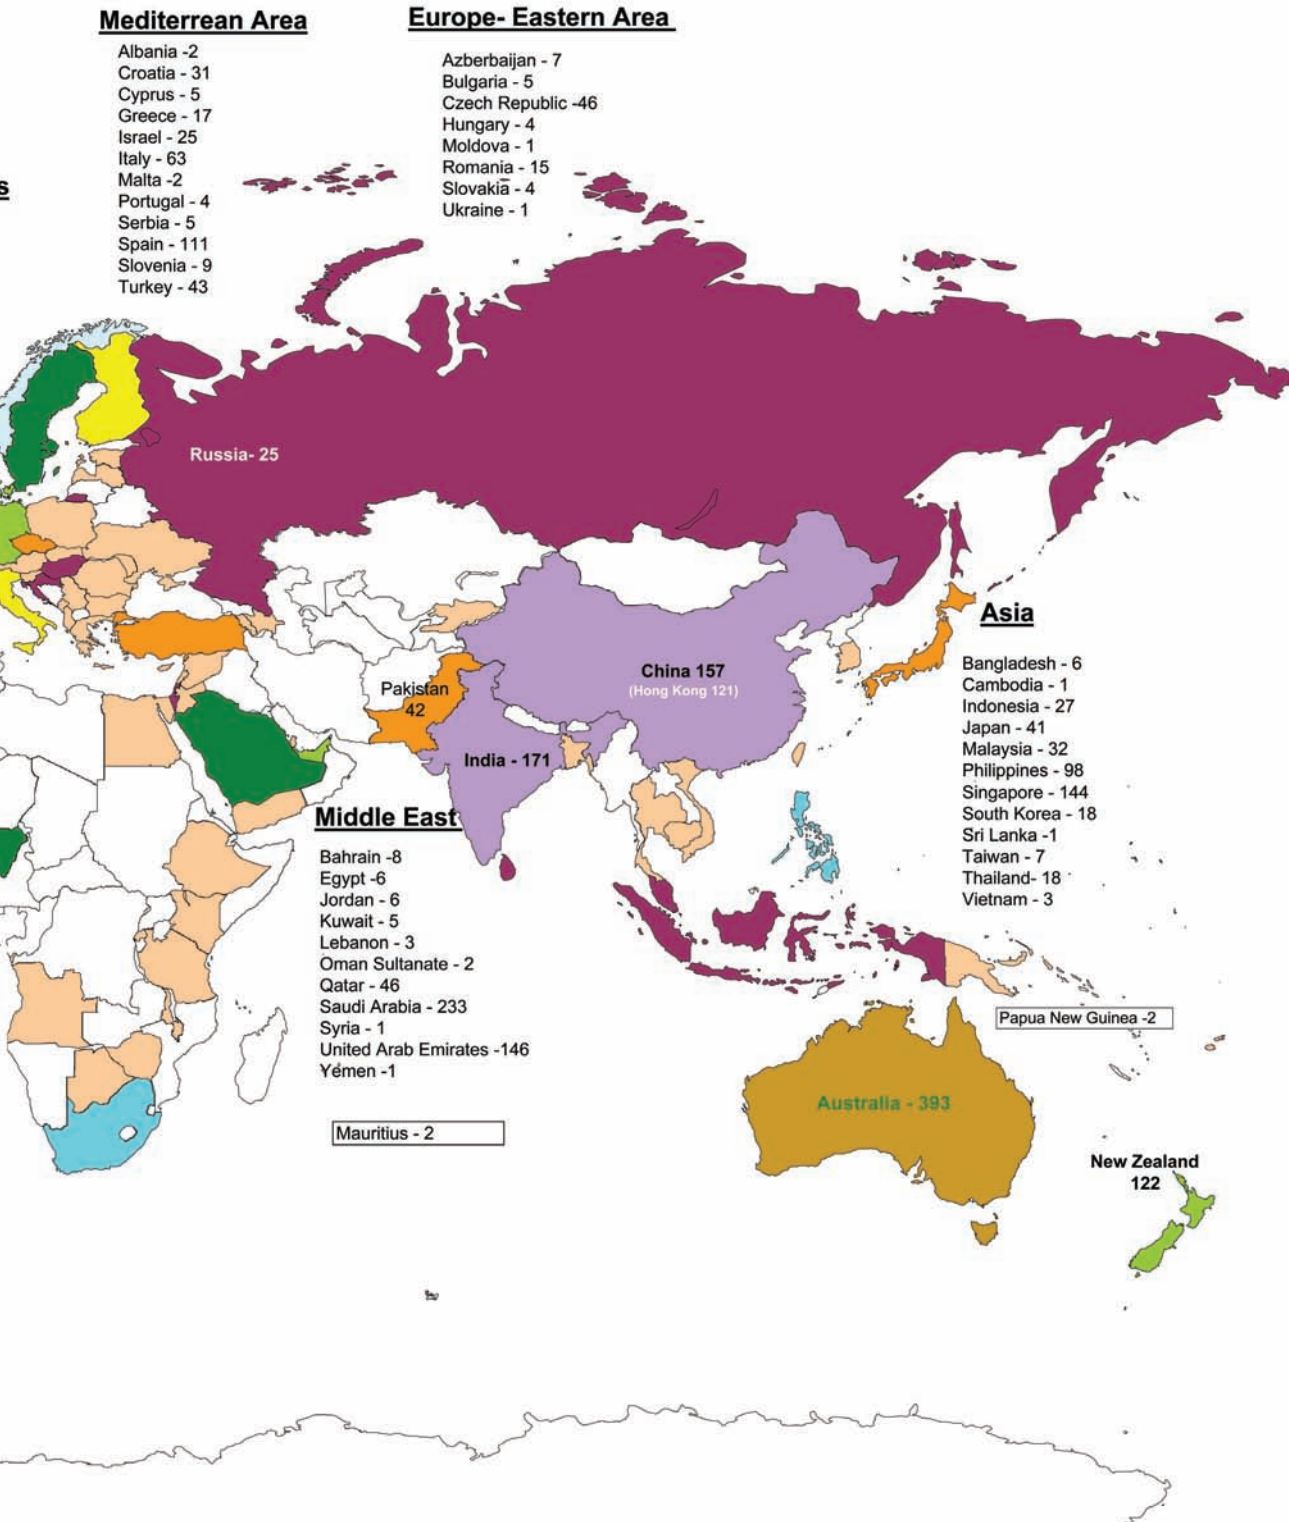 Mediterrean Area
Albania -2
Croatia - 31
Cyprus - 5
Greece - 17
Israel - 25
Italy - 63
Malta -2
Portugal - 4
Serbia - 5
Spain - 111
Slovenia - 9
Turkey - 43
Europe- Eastern Area
Azberbaijan - 7
Bulgaria - 5
Czech Republic -46
Hungary - 4
Moldova - 1
Romania - 15
Slovakia - 4
Ukraine - 1
s
Russia- 25
China 157
(Hong Kong 121)
Pakistan
42
India - 171
Asia
Bangladesh - 6
Cambodia - 1
Indonesia - 27
Japan - 41
Malaysia - 32
Philippines - 98
Singapore - 144
South Korea - 18
Sri Lanka -1
Taiwan - 7
Thailand- 18
Vietnam - 3
Middle East
Bahrain -8
Egypt -6
Jordan - 6
Kuwait - 5
Lebanon - 3
Oman Sultanate - 2
Qatar - 46
Saudi Arabia - 233
Syria - 1
United Arab Emirates -146
Yemen -1
Mauritius - 2
Papua New Guinea -2
Australia - 393
New Zealand
122